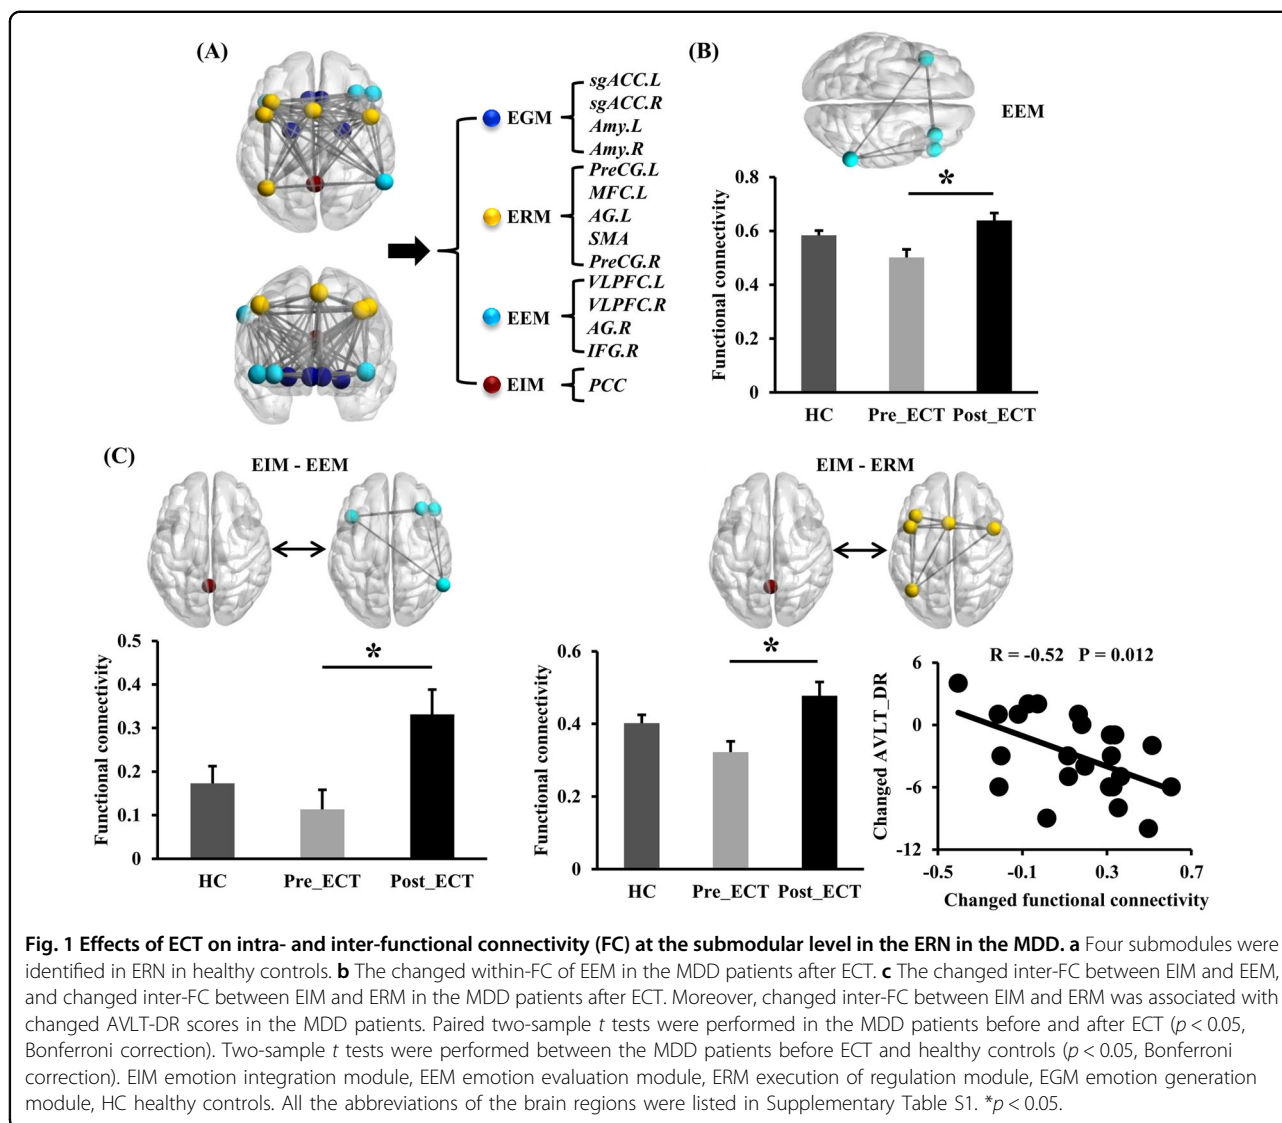 (A)
EGM
sgACC.L
sgACC.R
Amy.L
Amy.R
ERM
PreCG.L
MFC.L
AG.L
SMA
PreCG.R
EEM
VLPFC.L
VLPFC.R
AG.R
IFG.R
EIM
PCC
(B)
EEM
Functional connectivity
0.8
0.6
0.4
0.2
0
*
HC Pre_ECT Post_ECT
(C)
EIM - EEM
Functional connectivity
0.5
0.4
0.3
0.2
0.1
0
*
HC Pre_ECT Post_ECT
EIM - ERM
Functional connectivity
0.6
0.4
0.2
0
*
HC Pre_ECT Post_ECT
R = -0.52 P = 0.012
Changed AVLT_DR
6
0
-6
-12
-0.5 -0.1 0.3 0.7
Changed functional connectivity
Fig. 1 Effects of ECT on intra- and inter-functional connectivity (FC) at the submodular level in the ERN in the MDD. a Four submodules were
identified in ERN in healthy controls. b The changed within-FC of EEM in the MDD patients after ECT. c The changed inter-FC between EIM and EEM,
and changed inter-FC between EIM and ERM in the MDD patients after ECT. Moreover, changed inter-FC between EIM and ERM was associated with
changed AVLT-DR scores in the MDD patients. Paired two-sample t tests were performed in the MDD patients before and after ECT (p < 0.05,
Bonferroni correction). Two-sample t tests were performed between the MDD patients before ECT and healthy controls (p < 0.05, Bonferroni
correction). EIM emotion integration module, EEM emotion evaluation module, ERM execution of regulation module, EGM emotion generation
module, HC healthy controls. All the abbreviations of the brain regions were listed in Supplementary Table S1. *p < 0.05.